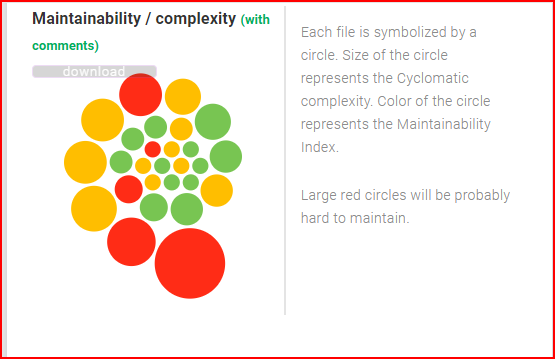 Maintainability / complexity (with
comments)
download
Each file is symbolized by a
circle. Size of the circle
represents the Cyclomatic
complexity. Color of the circle
represents the Maintainability
Index.
Large red circles will be probably
hard to maintain.